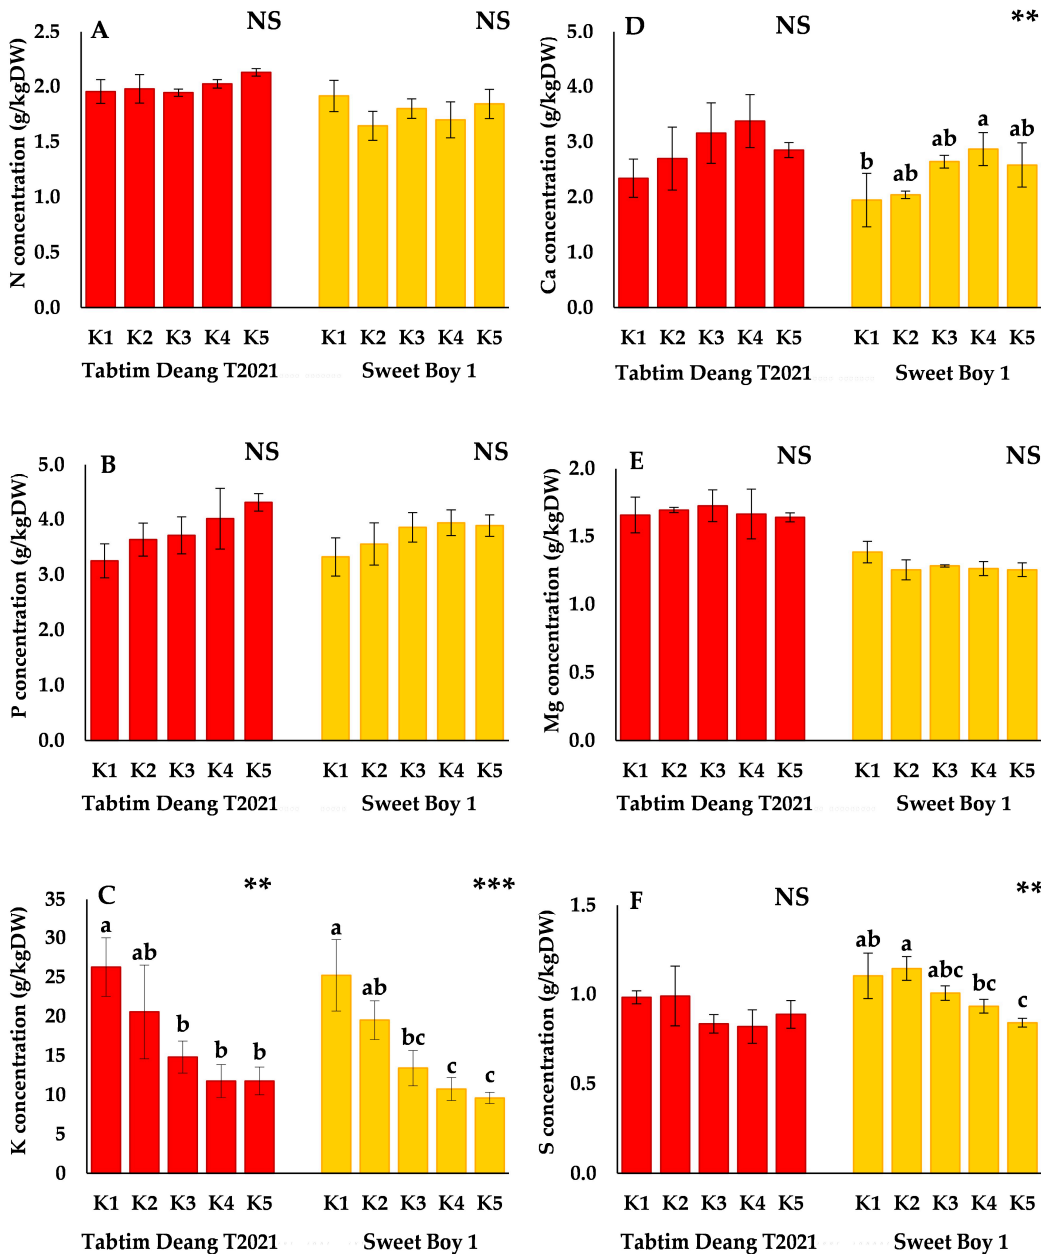 A NS NS
N concentration (g/kgDW)
2.5
2.0
1.5
1.0
0.5
0.0
K1 K2 K3 K4 K5 K1 K2 K3 K4 K5
Tabtim Deang T2021 Sweet Boy 1
D NS **
Ca concentration (g/kgDW)
5.0
4.0
3.0
2.0
1.0
0.0
b ab ab a ab
K1 K2 K3 K4 K5 K1 K2 K3 K4 K5
Tabtim Deang T2021 Sweet Boy 1
B NS NS
P concentration (g/kgDW)
5.0
4.0
3.0
2.0
1.0
0.0
K1 K2 K3 K4 K5 K1 K2 K3 K4 K5
Tabtim Deang T2021 Sweet Boy 1
E NS NS
Mg concentration (g/kgDW)
2.0
1.5
1.0
0.5
0.0
K1 K2 K3 K4 K5 K1 K2 K3 K4 K5
Tabtim Deang T2021 Sweet Boy 1
C ** ***
K concentration (g/kgDW)
35
30
25
20
15
10
5
0
a ab b b b a ab bc c c
K1 K2 K3 K4 K5 K1 K2 K3 K4 K5
Tabtim Deang T2021 Sweet Boy 1
F NS **
S concentration (g/kgDW)
1.5
1.0
0.5
0.0
ab a abc bc c
K1 K2 K3 K4 K5 K1 K2 K3 K4 K5
Tabtim Deang T2021 Sweet Boy 1